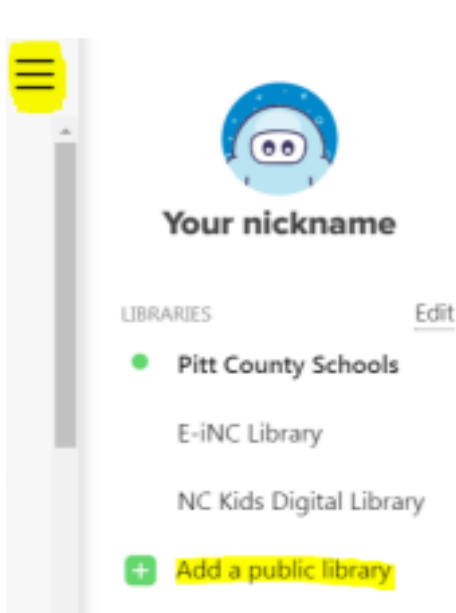 Your nickname
LIBRARIES Edit
Pitt County Schools
E-iNC Library
NC Kids Digital Library
Add a public library